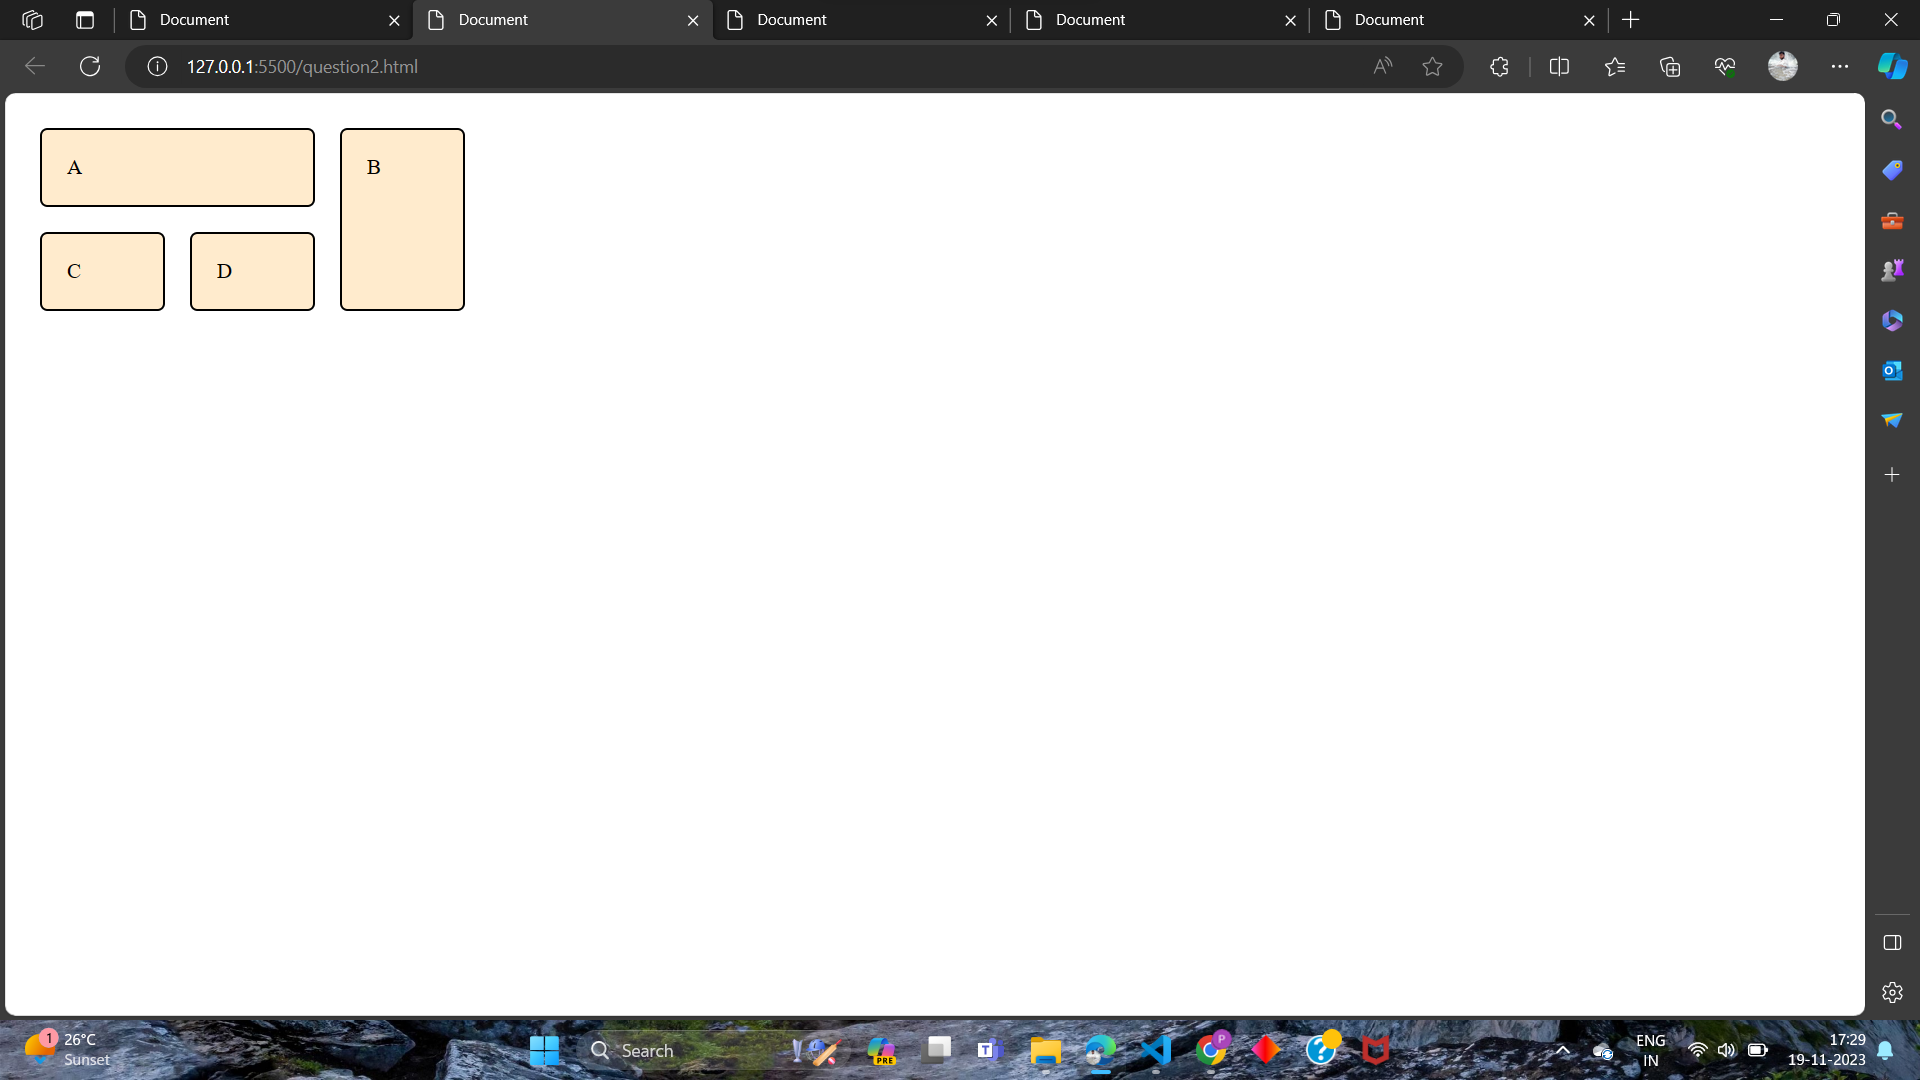 Document
Document
Document
Document
Document
127.0.0.1:5500/question2.html
A
B
C
D
1
26°C
Sunset
Search
PRE
T
P
?
ENG
IN
17:29
19-11-2023